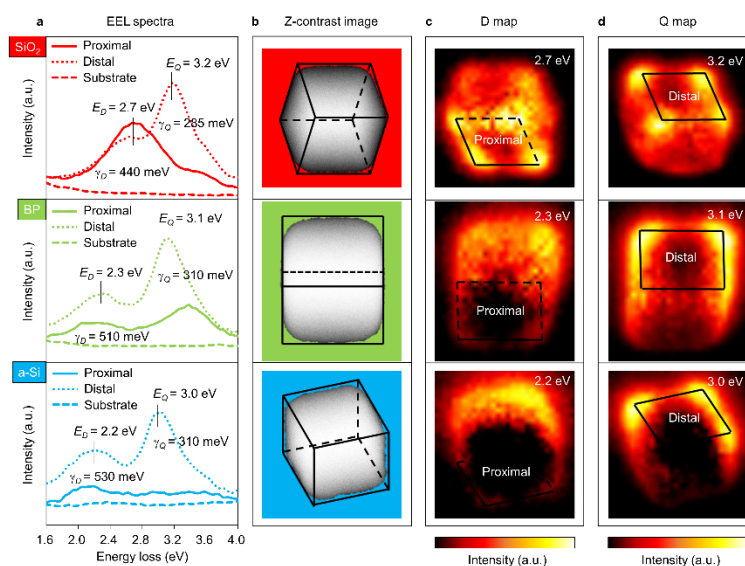 a EEL spectra b Z-contrast image c D map d Q map
SiO₂
Proximal
Distal
Substrate
E_Q = 3.2 eV
E_D = 2.7 eV
γ_Q = 285 meV
γ_D = 440 meV
Intensity (a.u.)
2.7 eV
Proximal
3.2 eV
Distal
BP
Proximal
Distal
Substrate
E_Q = 3.1 eV
E_D = 2.3 eV
γ_Q = 310 meV
γ_D = 510 meV
Intensity (a.u.)
2.3 eV
Proximal
3.1 eV
Distal
a-Si
Proximal
Distal
Substrate
E_Q = 3.0 eV
E_D = 2.2 eV
γ_Q = 310 meV
γ_D = 530 meV
Intensity (a.u.)
2.2 eV
Proximal
3.0 eV
Distal
1.6 2.0 2.4 2.8 3.2 3.6 4.0
Energy loss (eV)
Intensity (a.u.)
Intensity (a.u.)